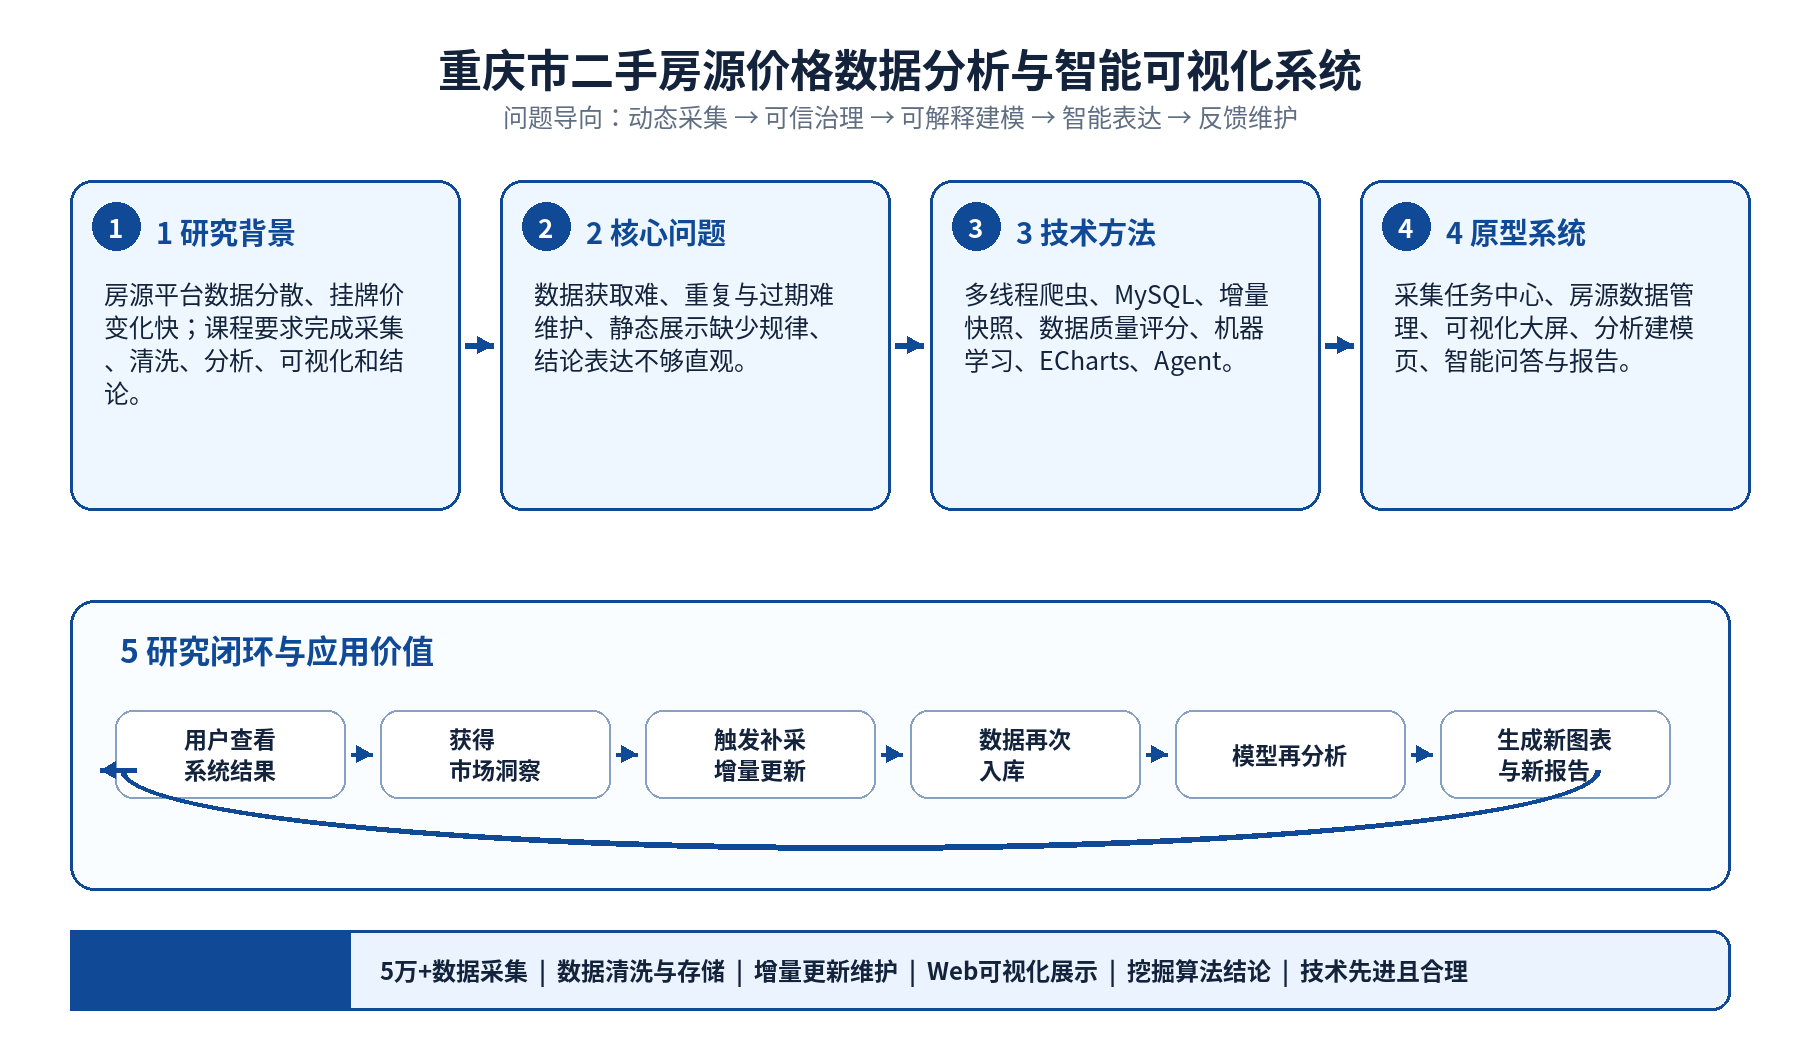 重庆市二手房源价格数据分析与智能可视化系统
问题导向：动态采集 → 可信治理 → 可解释建模 → 智能表达 → 反馈维护
1
1 研究背景
房源平台数据分散、挂牌价
变化快；课程要求完成采集
、清洗、分析、可视化和结
论。
2
2 核心问题
数据获取难、重复与过期难
维护、静态展示缺少规律、
结论表达不够直观。
3
3 技术方法
多线程爬虫、MySQL、增量
快照、数据质量评分、机器
学习、ECharts、Agent。
4
4 原型系统
采集任务中心、房源数据管
理、可视化大屏、分析建模
页、智能问答与报告。
5 研究闭环与应用价值
用户查看
系统结果
获得
市场洞察
触发补采
增量更新
数据再次
入库
模型再分析
生成新图表
与新报告
5万+数据采集｜数据清洗与存储｜增量更新维护｜Web可视化展示｜挖掘算法结论｜技术先进且合理